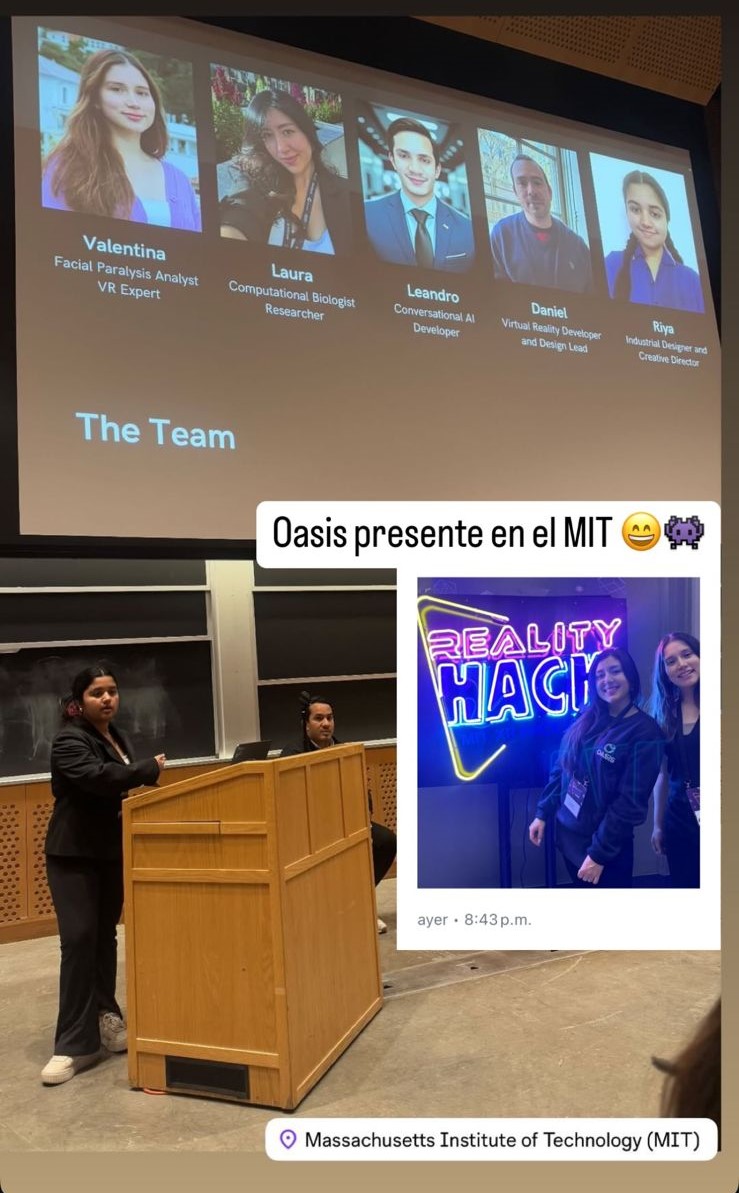 Valentina
Facial Paralysis Analyst
VR Expert
Laura
Computational Biologist
Researcher
Leandro
Conversational AI
Developer
Daniel
Virtual Reality Developer
and Design Lead
Riya
Industrial Designer and
Creative Director
The Team
Oasis presente en el MIT 😄👾
REALITY
HACK
OASIS
ayer • 8:43 p.m.
Massachusetts Institute of Technology (MIT)